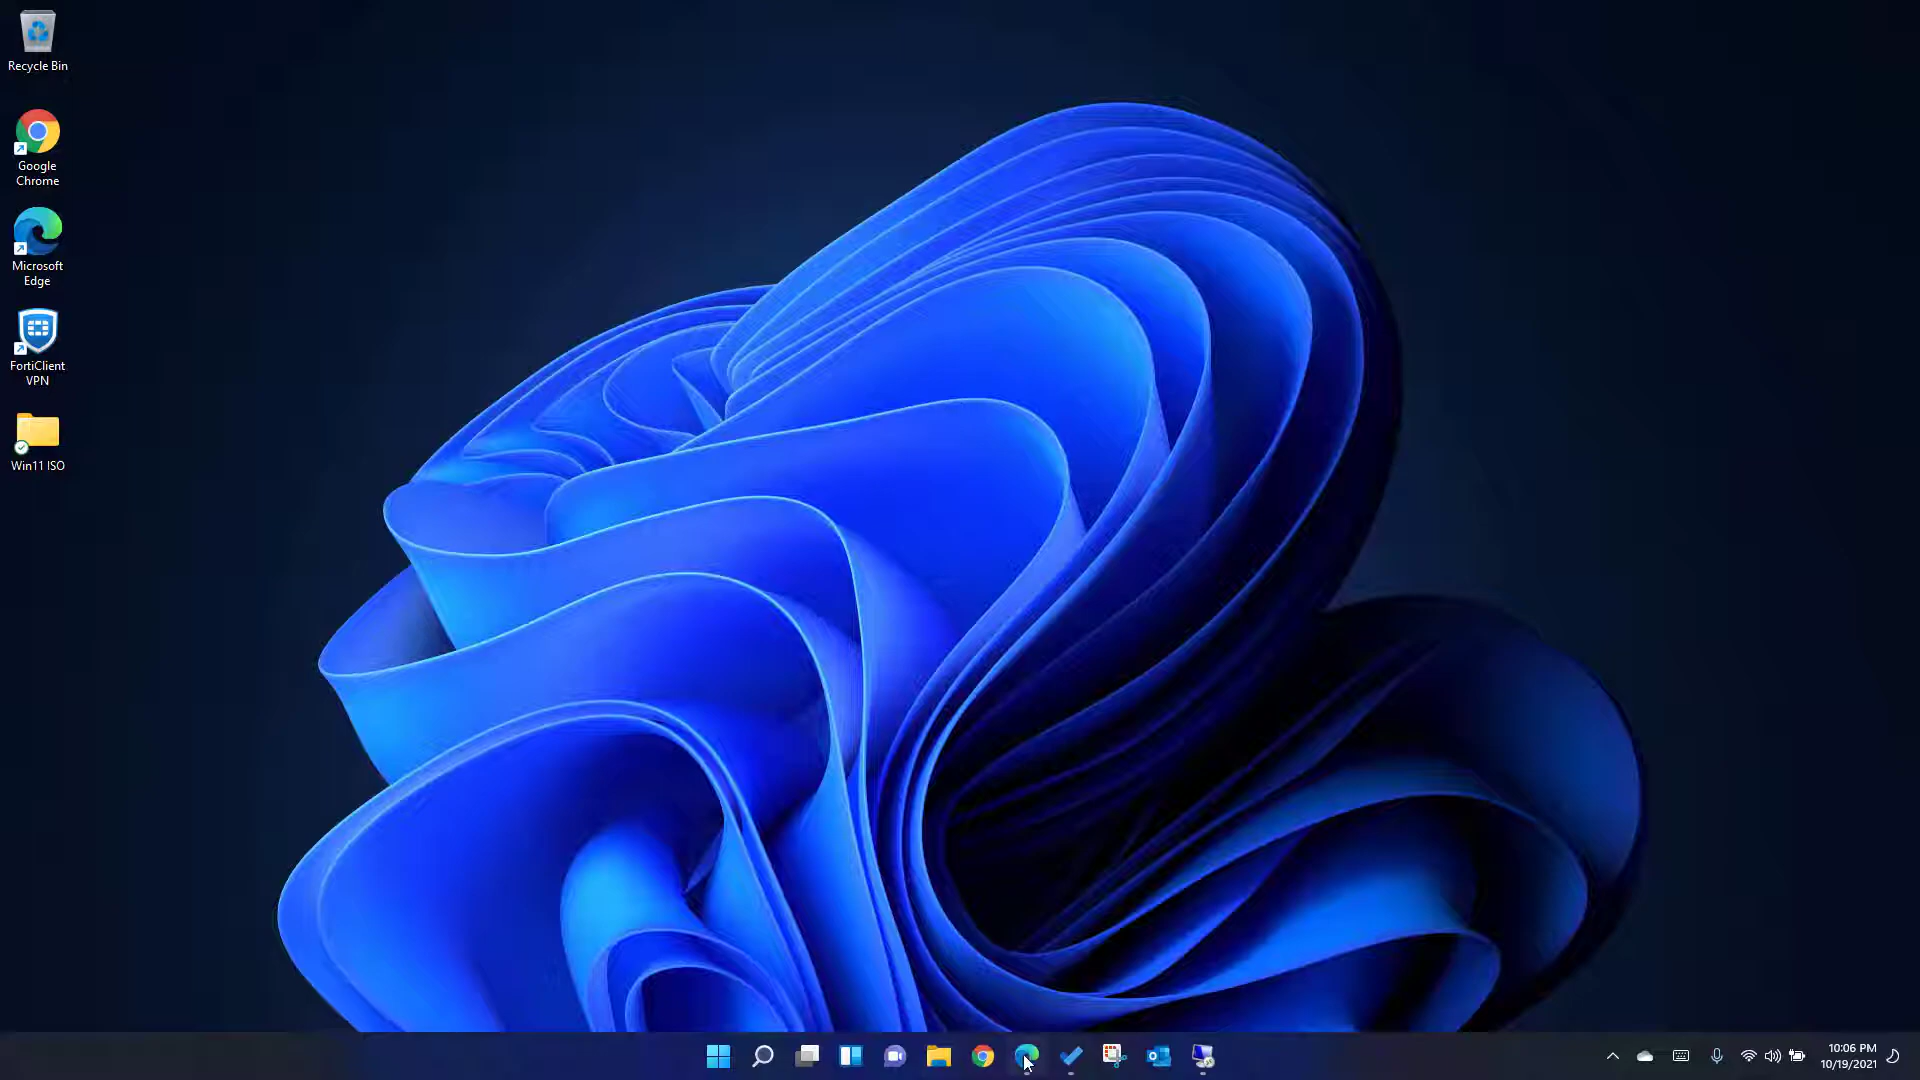 Recycle Bin
Google
Chrome
Microsoft
Edge
FortiClient
VPN
Win11 ISO
10:06 PM
10/19/2021